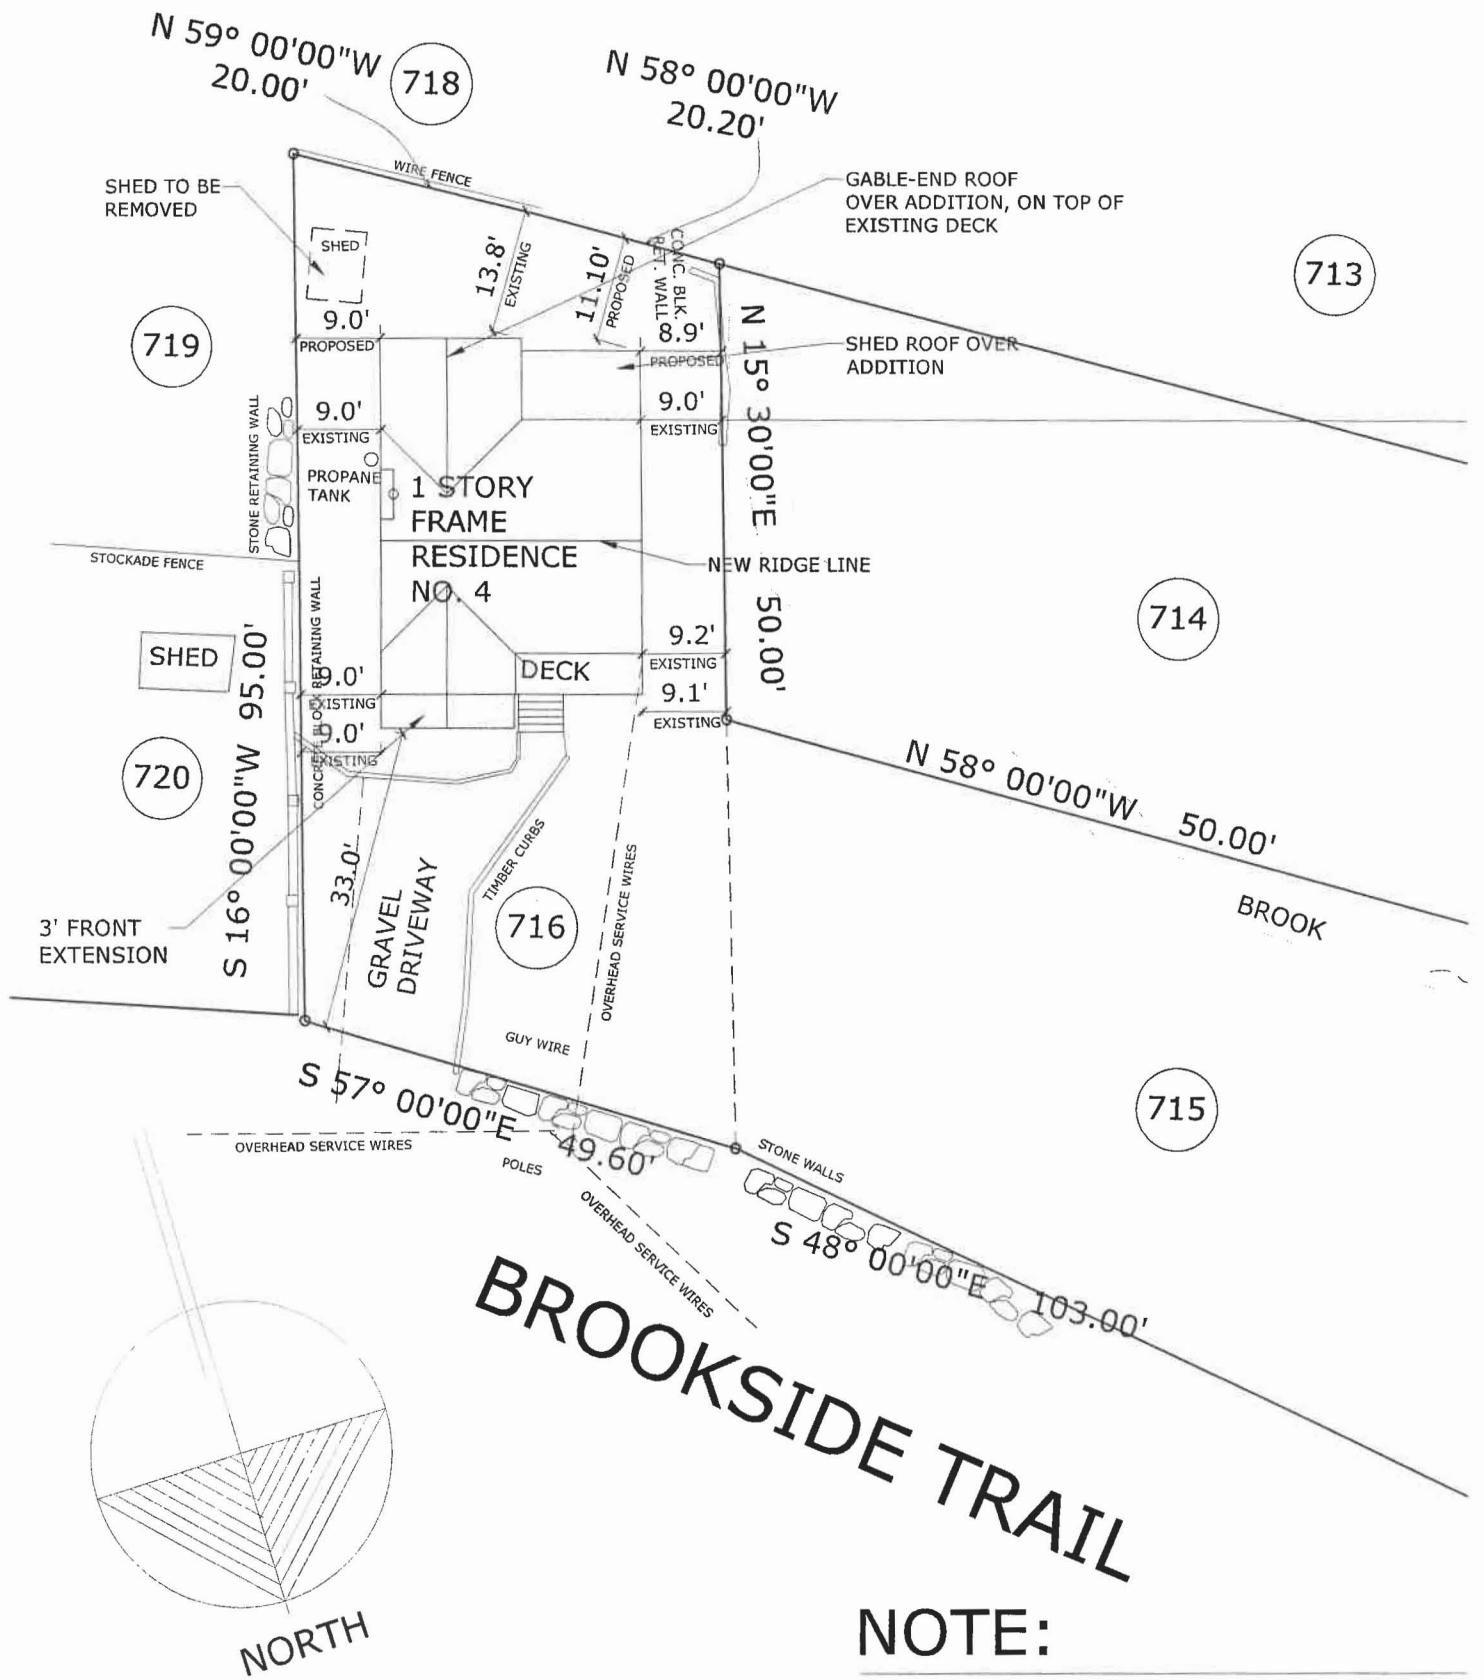 N 59° 00'00"W
20.00'
718
N 58° 00'00"W
20.20'
WIRE FENCE
SHED TO BE
REMOVED
GABLE-END ROOF
OVER ADDITION, ON TOP OF
EXISTING DECK
SHED
13.8'
EXISTING
11.10'
PROPOSED
CONC. BLK.
RET. WALL
713
719
9.0'
PROPOSED
8.9'
PROPOSED
SHED ROOF OVER
ADDITION
N 15° 30'00"E 50.00'
9.0'
EXISTING
9.0'
EXISTING
STONE RETAINING WALL
PROPANE
TANK
1 STORY
FRAME
RESIDENCE
NO. 4
STOCKADE FENCE
NEW RIDGE LINE
CONCRETE BLOCK RETAINING WALL
714
SHED
9.2'
EXISTING
DECK
9.0'
EXISTING
9.1'
EXISTING
S 16° 00'00"W 95.00'
9.0'
EXISTING
720
N 58° 00'00"W 50.00'
33.0'
GRAVEL
DRIVEWAY
TIMBER CURBS
716
OVERHEAD SERVICE WIRES
3' FRONT
EXTENSION
BROOK
GUY WIRE
S 57° 00'00"E 49.60'
715
OVERHEAD SERVICE WIRES
POLES
STONE WALLS
OVERHEAD SERVICE WIRES
S 48° 00'00"E 103.00'
BROOKSIDE TRAIL
NORTH
NOTE: